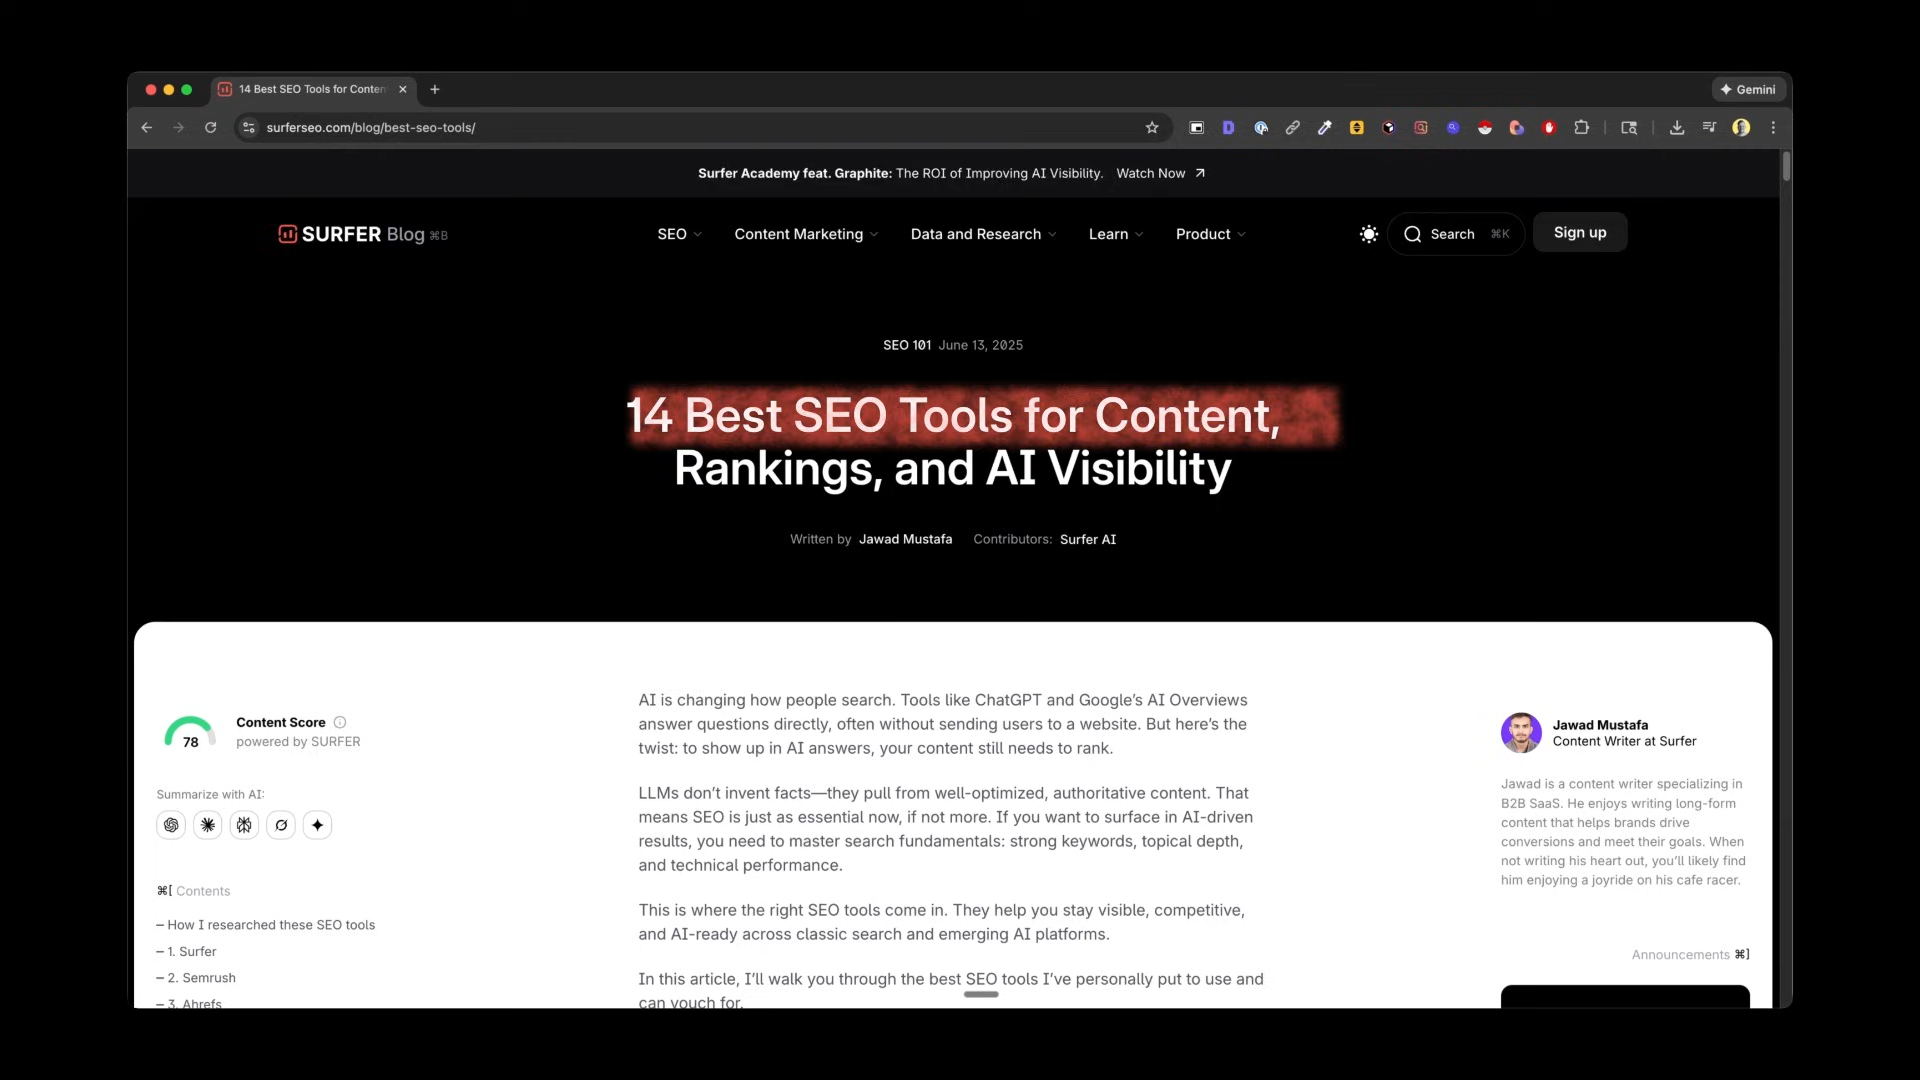 14 Best SEO Tools for Conten
Gemini
surferseo.com/blog/best-seo-tools/
Surfer Academy feat. Graphite: The ROI of Improving AI Visibility. Watch Now
SURFER Blog ⌘B
SEO
Content Marketing
Data and Research
Learn
Product
Search ⌘K
Sign up
SEO 101 June 13, 2025
14 Best SEO Tools for Content,
Rankings, and AI Visibility
Written by Jawad Mustafa Contributors: Surfer AI
78
Content Score
powered by SURFER
Summarize with AI:
⌘[ Contents
– How I researched these SEO tools
– 1. Surfer
– 2. Semrush
– 3. Ahrefs
AI is changing how people search. Tools like ChatGPT and Google’s AI Overviews
answer questions directly, often without sending users to a website. But here’s the
twist: to show up in AI answers, your content still needs to rank.
LLMs don’t invent facts—they pull from well-optimized, authoritative content. That
means SEO is just as essential now, if not more. If you want to surface in AI-driven
results, you need to master search fundamentals: strong keywords, topical depth,
and technical performance.
This is where the right SEO tools come in. They help you stay visible, competitive,
and AI-ready across classic search and emerging AI platforms.
In this article, I’ll walk you through the best SEO tools I’ve personally put to use and
can vouch for.
Jawad Mustafa
Content Writer at Surfer
Jawad is a content writer specializing in
B2B SaaS. He enjoys writing long-form
content that helps brands drive
conversions and meet their goals. When
not writing his heart out, you’ll likely find
him enjoying a joyride on his cafe racer.
Announcements ⌘]